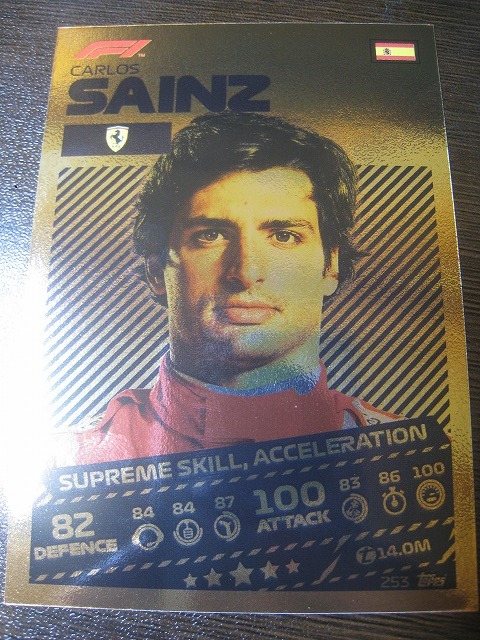 F1™
CARLOS
SAINZ
SUPREME SKILL, ACCELERATION
82
DEFENCE
84
84
87
100
ATTACK
83
86
100
14.0M
253 Topps